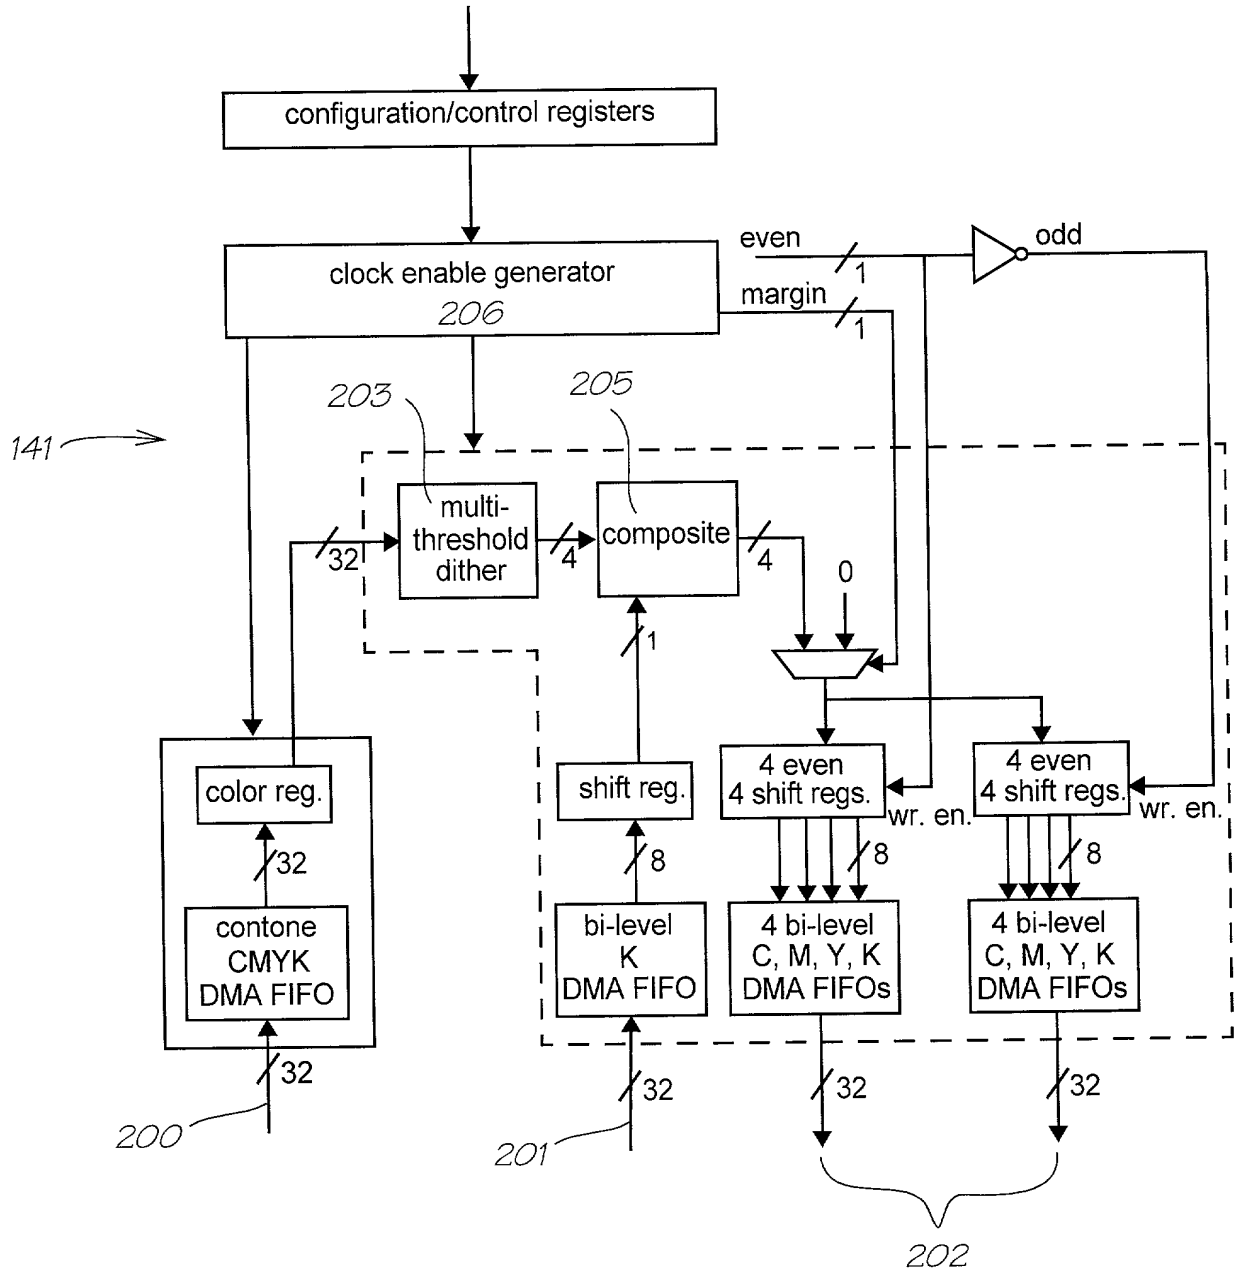 configuration/control registers
even
odd
clock enable generator
1
206
margin
1
203
205
141
multi-
threshold
dither
composite
32
4
4
0
1
4 even
4 shift regs.
4 even
4 shift regs.
color reg.
shift reg.
wr. en.
wr. en.
32
8
8
8
contone
CMYK
DMA FIFO
bi-level
K
DMA FIFO
4 bi-level
C, M, Y, K
DMA FIFOs
4 bi-level
C, M, Y, K
DMA FIFOs
32
32
32
32
200
201
202